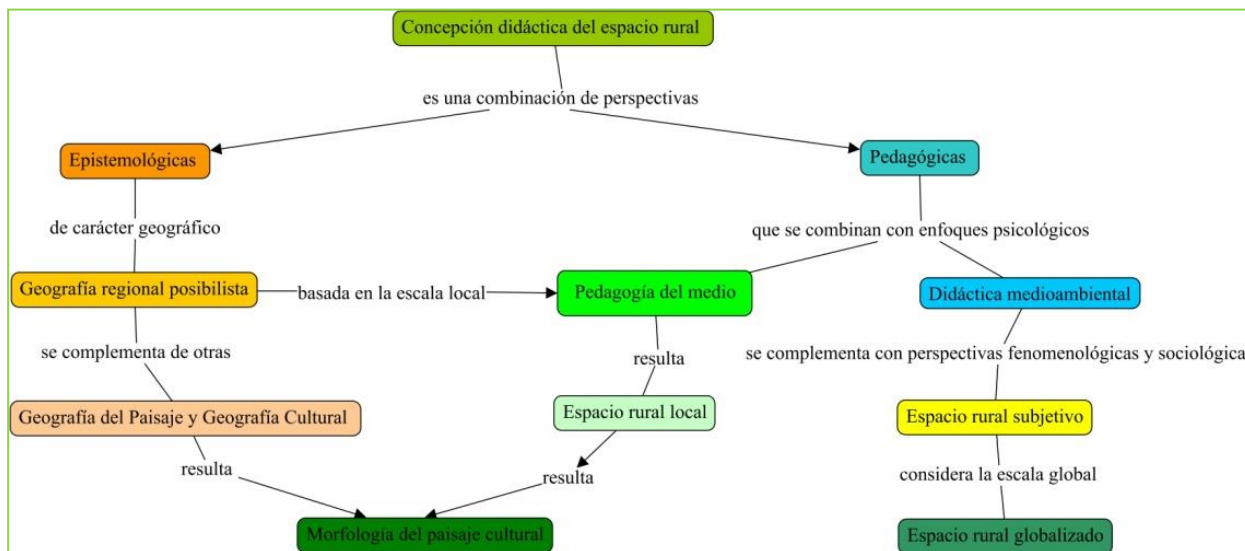 Concepción didáctica del espacio rural
es una combinación de perspectivas
Epistemológicas
Pedagógicas
de carácter geográfico
que se combinan con enfoques psicológicos
Geografía regional posibilista
basada en la escala local
Pedagogía del medio
Didáctica medioambiental
se complementa de otras
resulta
se complementa con perspectivas fenomenológicas y sociológica
Geografía del Paisaje y Geografía Cultural
Espacio rural local
Espacio rural subjetivo
resulta
resulta
considera la escala global
Morfología del paisaje cultural
Espacio rural globalizado